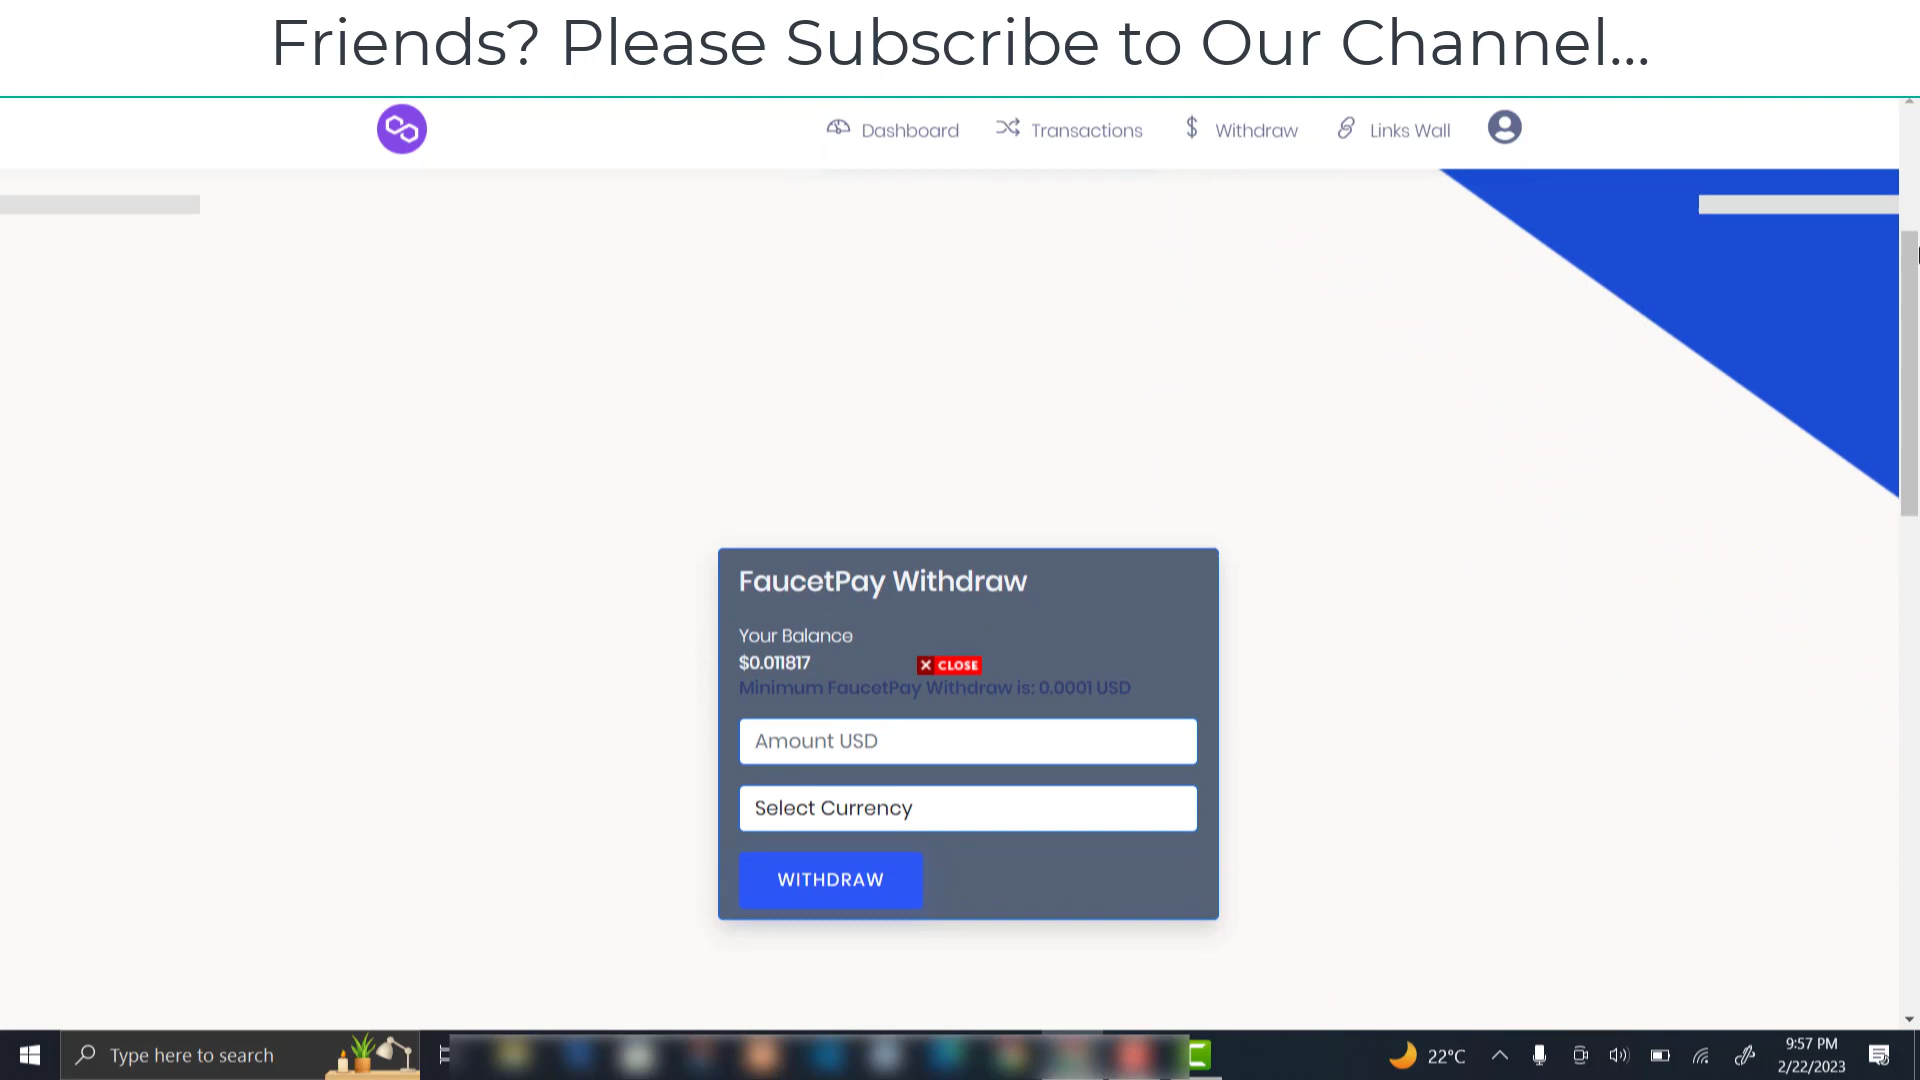 Friends? Please Subscribe to Our Channel...
Dashboard Transactions Withdraw Links Wall
FaucetPay Withdraw
Your Balance
$0.011817
CLOSE
Minimum FaucetPay Withdraw is: 0.0001 USD
Amount USD
Select Currency
WITHDRAW
Type here to search
22°C
9:57 PM
2/22/2023